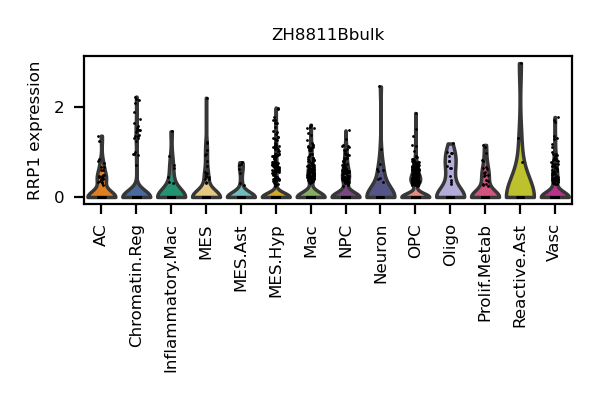 ZH8811Bbulk
RRP1 expression
2
0
AC
Chromatin.Reg
Inflammatory.Mac
MES
MES.Ast
MES.Hyp
Mac
NPC
Neuron
OPC
Oligo
Prolif.Metab
Reactive.Ast
Vasc